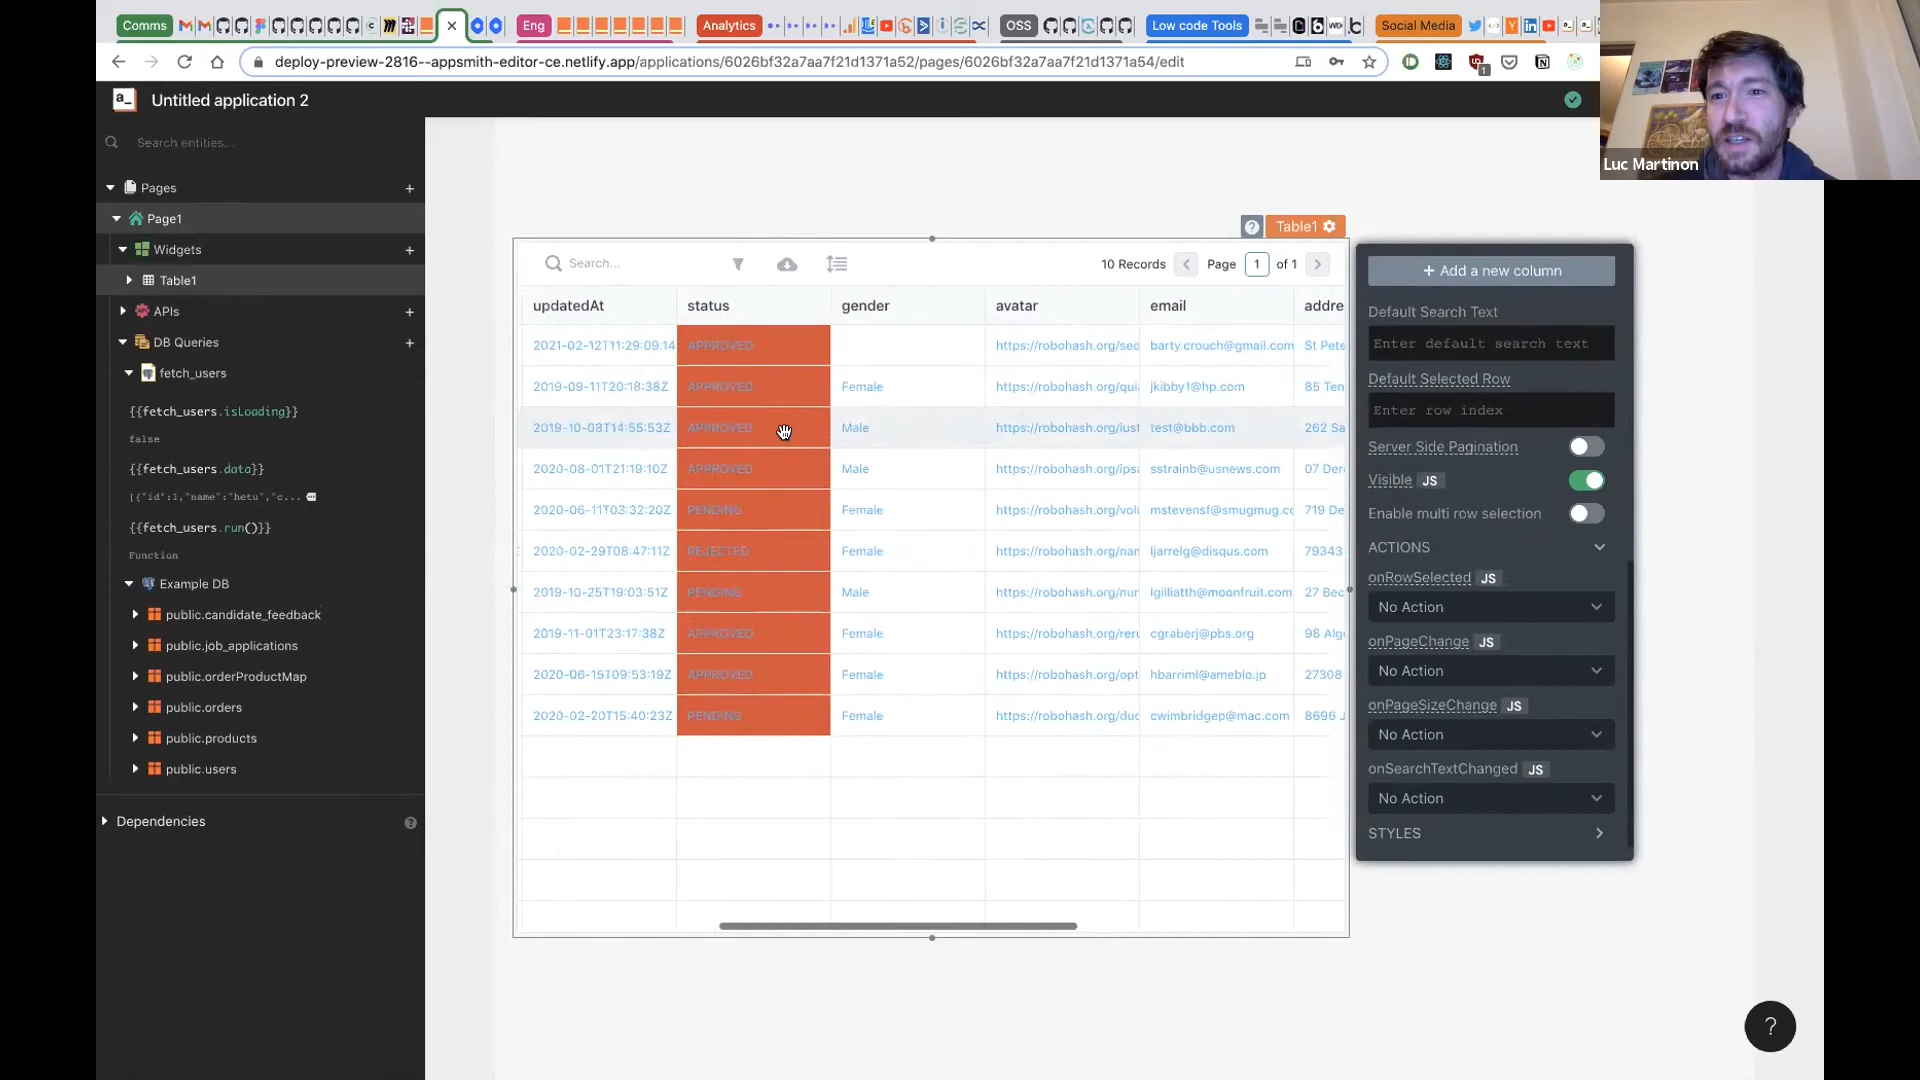 Comms
Eng
Analytics
OSS
Low code Tools
Social Media
deploy-preview-2816--appsmith-editor-ce.netlify.app/applications/6026bf32a7aa7f21d1371a52/pages/6026bf32a7aa7f21d1371a54/edit
a_
Untitled application 2
Luc Martinon
Search entities...
Pages
Page1
Widgets
Table1
APIs
DB Queries
fetch_users
{{fetch_users.isLoading}}
false
{{fetch_users.data}}
[{"id":1,"name":"hetu","c...
{{fetch_users.run()}}
Function
Example DB
public.candidate_feedback
public.job_applications
public.orderProductMap
public.orders
public.products
public.users
Dependencies
Table1
Search...
10 Records
Page 1 of 1
updatedAt status gender avatar email addre
2021-02-12T11:29:09.14 APPROVED https://robohash.org/sec barty.crouch@gmail.com St Pete
2019-09-11T20:18:38Z APPROVED Female https://robohash.org/qui jkibby1@hp.com 85 Ten
2019-10-08T14:55:53Z APPROVED Male https://robohash.org/iust test@bbb.com 262 Sa
2020-08-01T21:19:10Z APPROVED Male https://robohash.org/ipsa sstrainb@usnews.com 07 Der
2020-06-11T03:32:20Z PENDING Female https://robohash.org/volu mstevensf@smugmug.co 719 De
2020-02-29T08:47:11Z REJECTED Female https://robohash.org/nan ljarrelg@disqus.com 79343
2019-10-25T19:03:51Z PENDING Male https://robohash.org/nur lgilliatth@moonfruit.com 27 Bec
2019-11-01T23:17:38Z APPROVED Female https://robohash.org/reru cgraberj@pbs.org 98 Alg
2020-06-15T09:53:19Z APPROVED Female https://robohash.org/opt hbarriml@ameblo.jp 27308
2020-02-20T15:40:23Z PENDING Female https://robohash.org/duc cwimbridgep@mac.com 8696 J
+ Add a new column
Default Search Text
Enter default search text
Default Selected Row
Enter row index
Server Side Pagination
Visible JS
Enable multi row selection
ACTIONS
onRowSelected JS
No Action
onPageChange JS
No Action
onPageSizeChange JS
No Action
onSearchTextChanged JS
No Action
STYLES
?